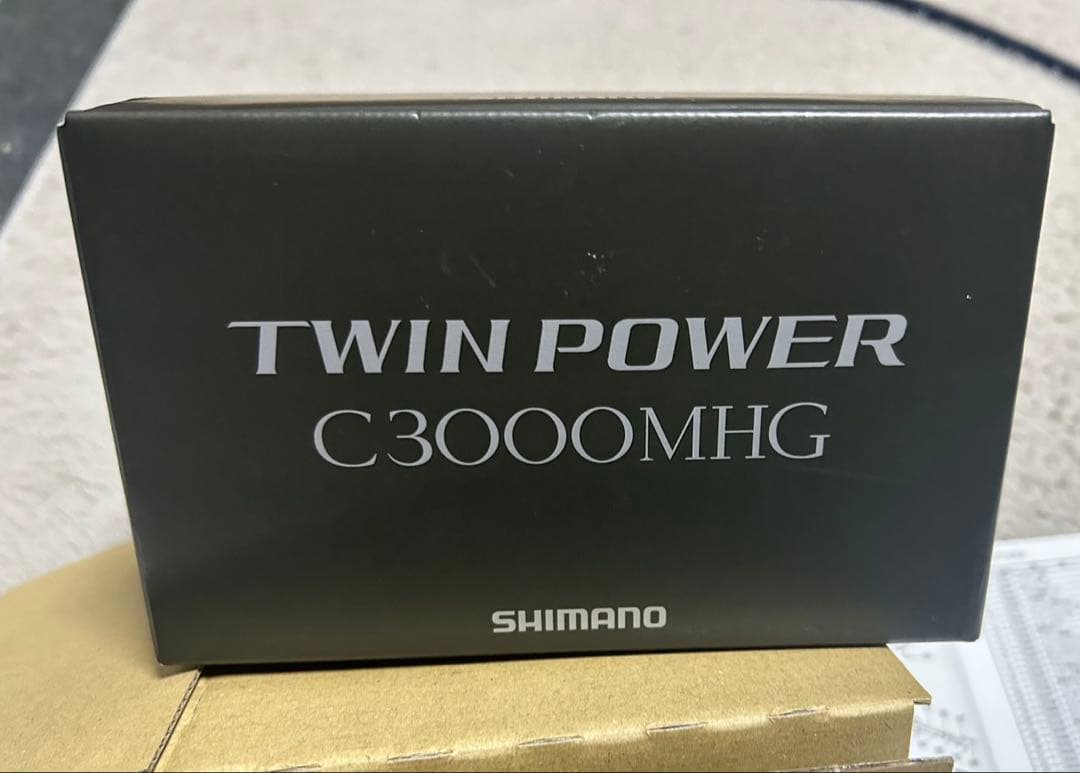 TWIN POWER
C3000MHG
SHIMANO